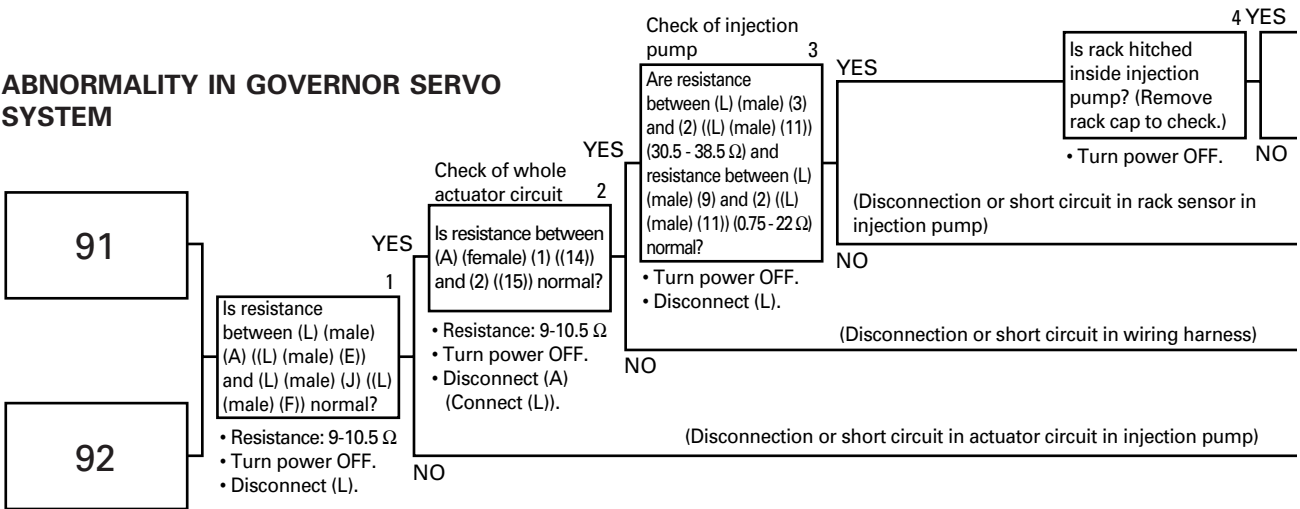 ABNORMALITY IN GOVERNOR SERVO
SYSTEM
91
92
1
Is resistance
between (L) (male)
(A) ((L) (male) (E))
and (L) (male) (J) ((L)
(male) (F)) normal?
• Resistance: 9-10.5 Ω
• Turn power OFF.
• Disconnect (L).
YES
NO
Check of whole
actuator circuit 2
Is resistance between
(A) (female) (1) ((14))
and (2) ((15)) normal?
• Resistance: 9-10.5 Ω
• Turn power OFF.
• Disconnect (A)
(Connect (L)).
YES
NO
Check of injection
pump 3
Are resistance
between (L) (male) (3)
and (2) ((L) (male) (11))
(30.5 - 38.5 Ω) and
resistance between (L)
(male) (9) and (2) ((L)
(male) (11)) (0.75 - 22 Ω)
normal?
• Turn power OFF.
• Disconnect (L).
YES
NO
4 YES
Is rack hitched
inside injection
pump? (Remove
rack cap to check.)
• Turn power OFF.
NO
(Disconnection or short circuit in rack sensor in
injection pump)
(Disconnection or short circuit in wiring harness)
(Disconnection or short circuit in actuator circuit in injection pump)